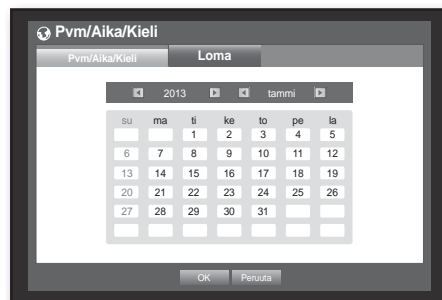 Pvm/Aika/Kieli
Pvm/Aika/Kieli Loma
2013 tammi
su ma ti ke to pe la
1 2 3 4 5
6 7 8 9 10 11 12
13 14 15 16 17 18 19
20 21 22 23 24 25 26
27 28 29 30 31
OK Peruuta